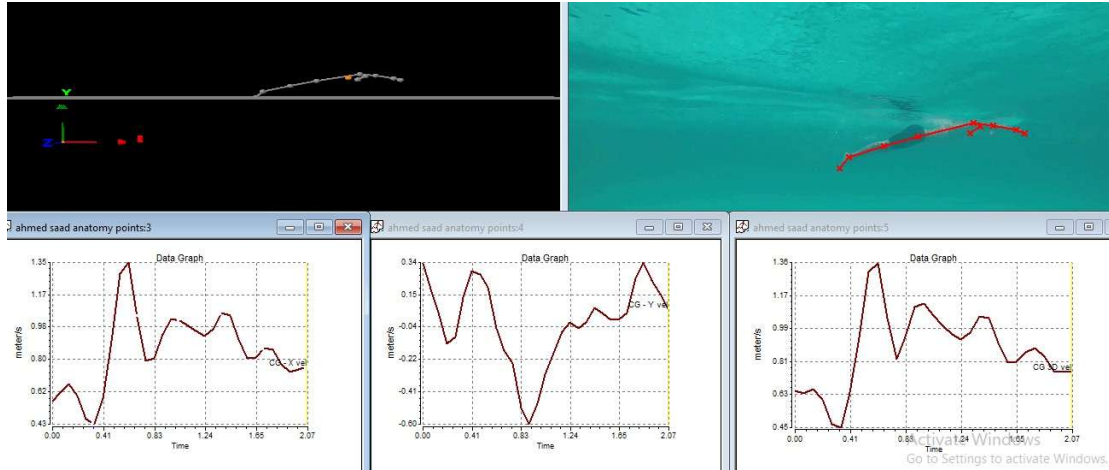 Y
Z
ahmed saad anatomy points:3
Data Graph
meter/s
1.35
1.17
0.98
0.80
0.62
0.43
CG - X vel
0.00
0.41
0.83
1.24
1.65
2.07
Time
ahmed saad anatomy points:4
Data Graph
meter/s
0.34
0.15
-0.04
-0.22
-0.41
-0.60
CG - Y vel
0.00
0.41
0.83
1.24
1.65
2.07
Time
ahmed saad anatomy points:5
Data Graph
meter/s
1.36
1.17
0.99
0.81
0.63
0.45
CG 3D vel
0.00
0.41
0.83
1.24
1.65
2.07
Time
Activate Windows
Go to Settings to activate Windows.